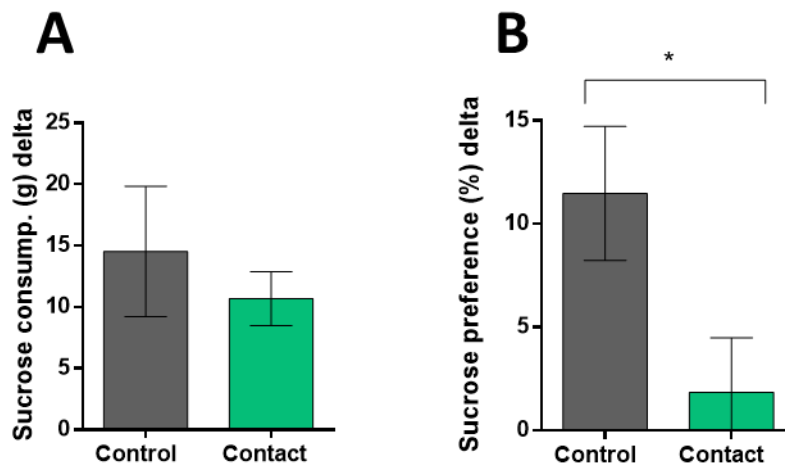 A
Sucrose consump. (g) delta
25
20
15
10
5
0
Control Contact
B
*
Sucrose preference (%) delta
15
10
5
0
Control Contact